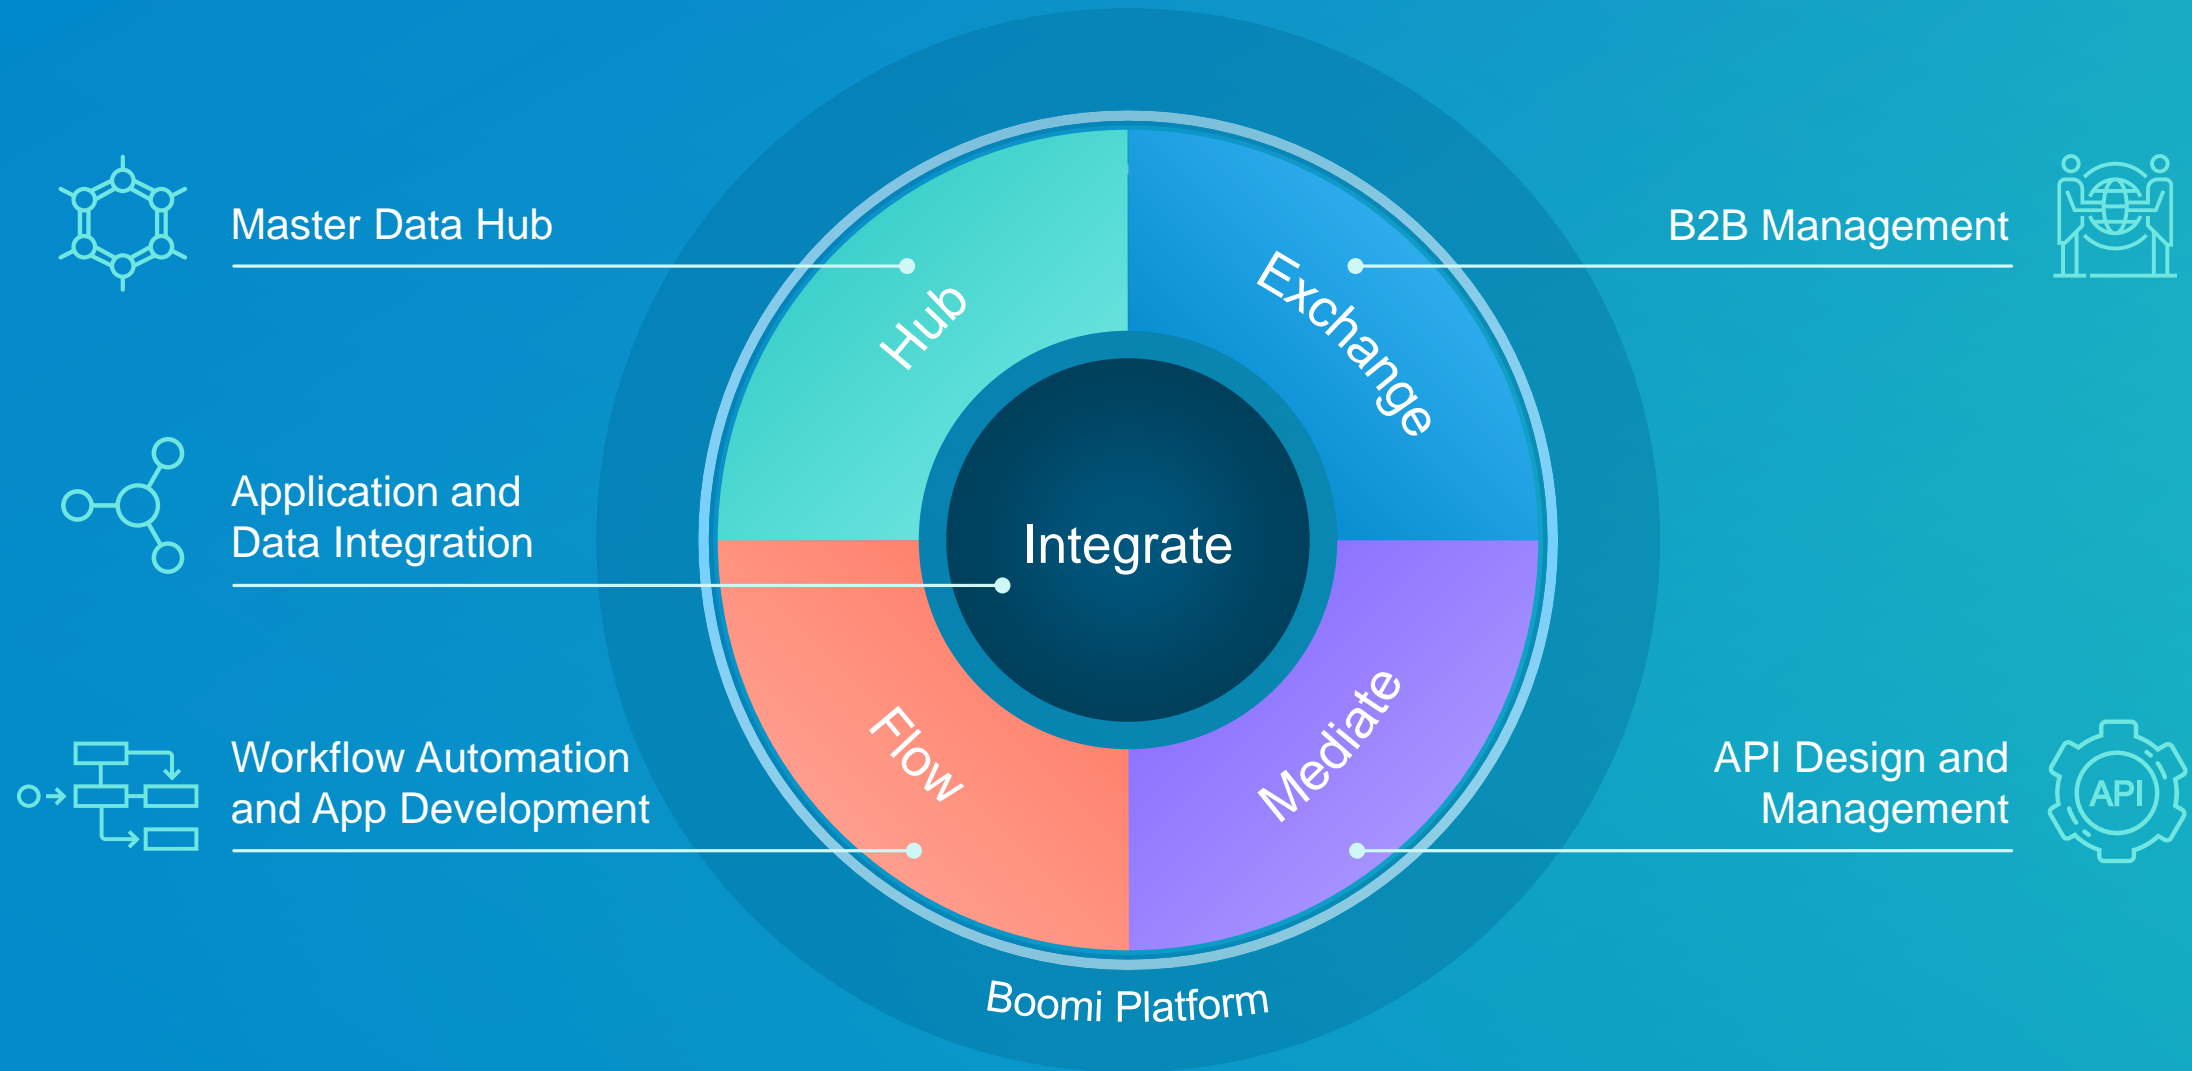 Master Data Hub
B2B Management
Hub
Exchange
Application and
Data Integration
Integrate
Workflow Automation
and App Development
Flow
Mediate
API Design and
Management
API
Boomi Platform